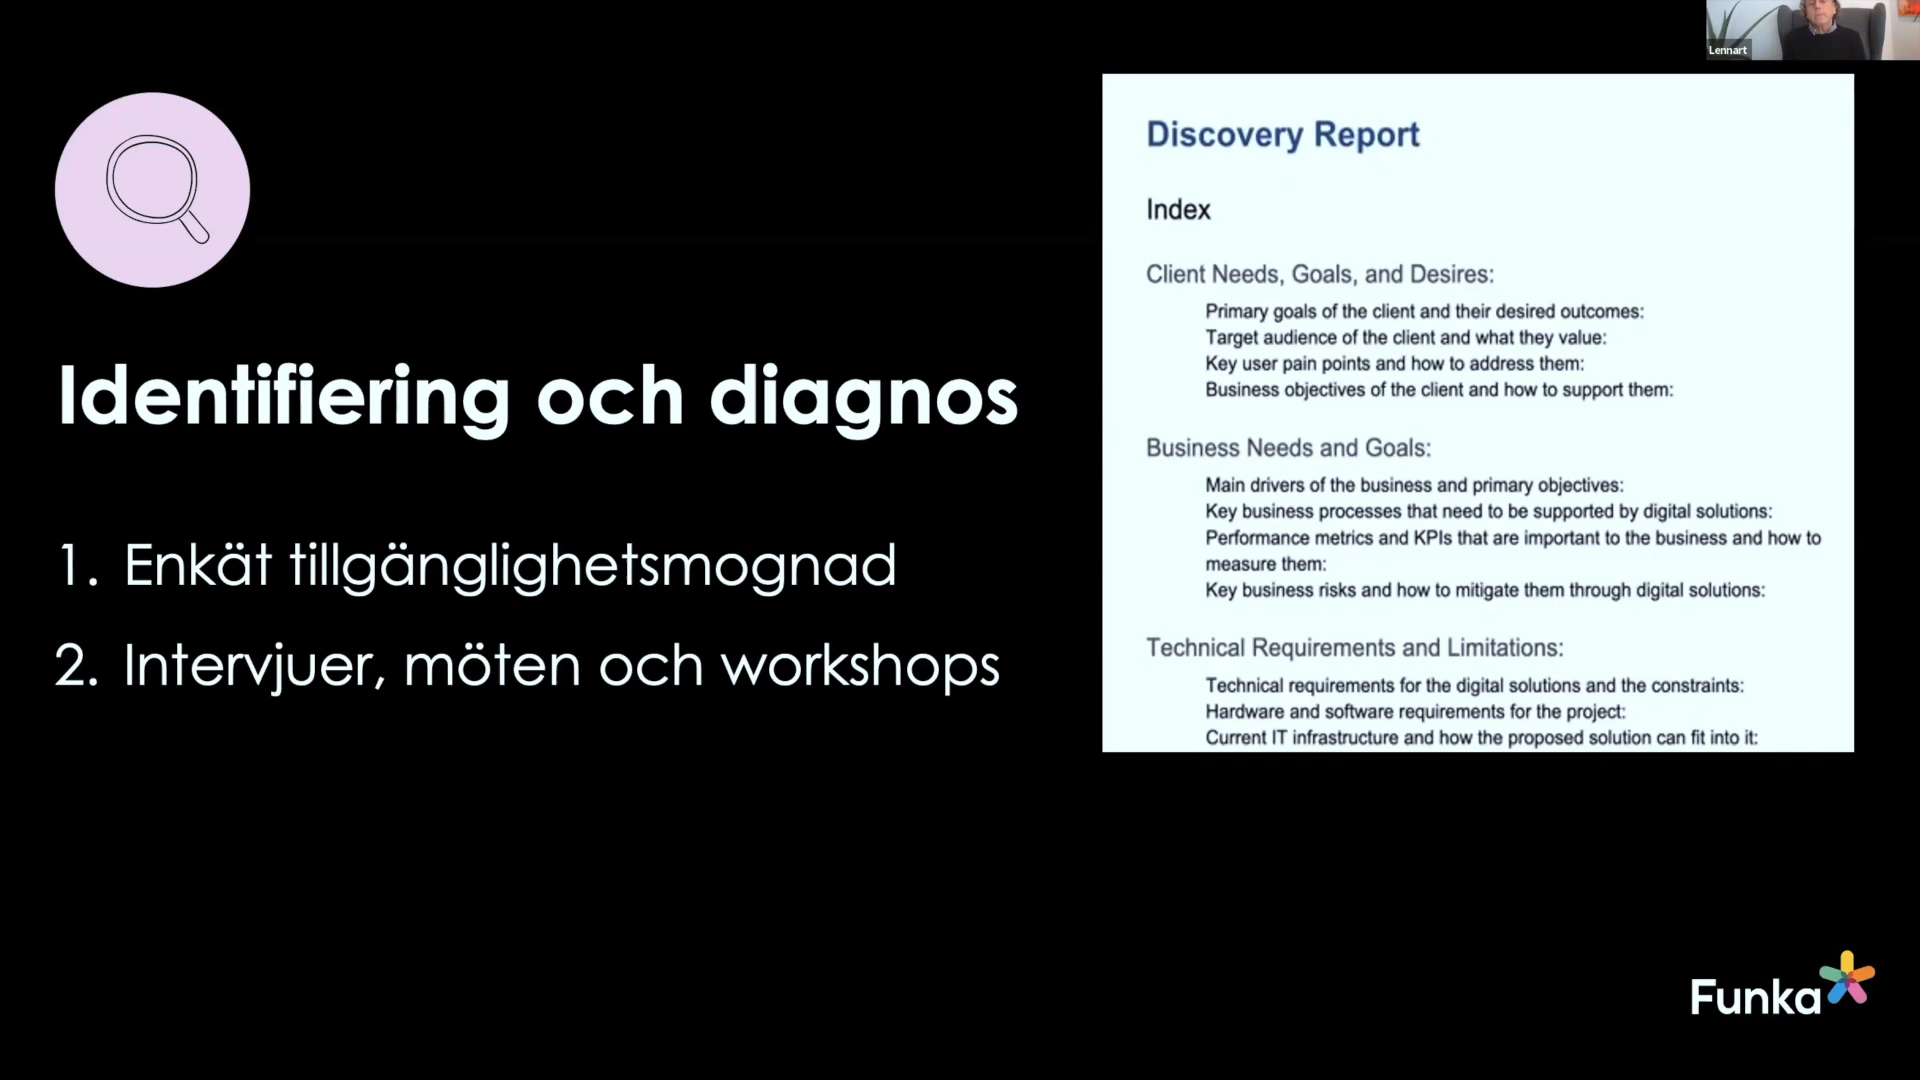 Lennart
Identifiering och diagnos
1. Enkät tillgänglighetsmognad
2. Intervjuer, möten och workshops
Discovery Report
Index
Client Needs, Goals, and Desires:
Primary goals of the client and their desired outcomes:
Target audience of the client and what they value:
Key user pain points and how to address them:
Business objectives of the client and how to support them:
Business Needs and Goals:
Main drivers of the business and primary objectives:
Key business processes that need to be supported by digital solutions:
Performance metrics and KPIs that are important to the business and how to
measure them:
Key business risks and how to mitigate them through digital solutions:
Technical Requirements and Limitations:
Technical requirements for the digital solutions and the constraints:
Hardware and software requirements for the project:
Current IT infrastructure and how the proposed solution can fit into it:
Funka